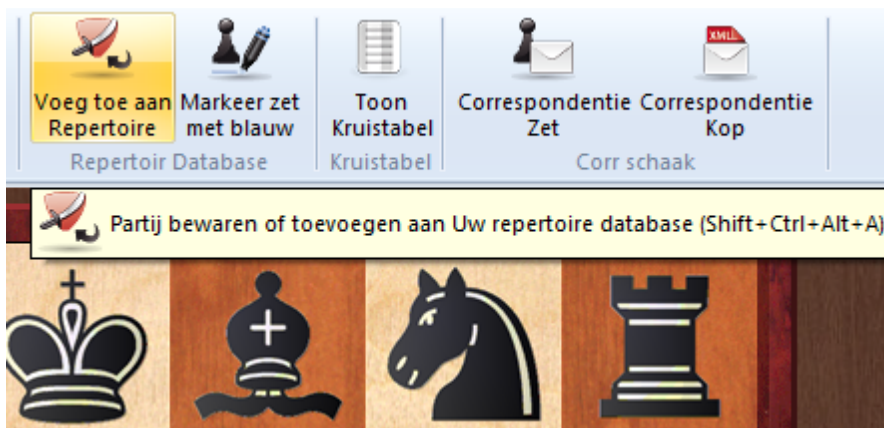 Voeg toe aan
Repertoire
Markeer zet
met blauw
Toon
Kruistabel
XMLL
Correspondentie
Zet
Correspondentie
Kop
Repertoir Database
Kruistabel
Corr schaak
Partij bewaren of toevoegen aan Uw repertoire database (Shift+Ctrl+Alt+A)